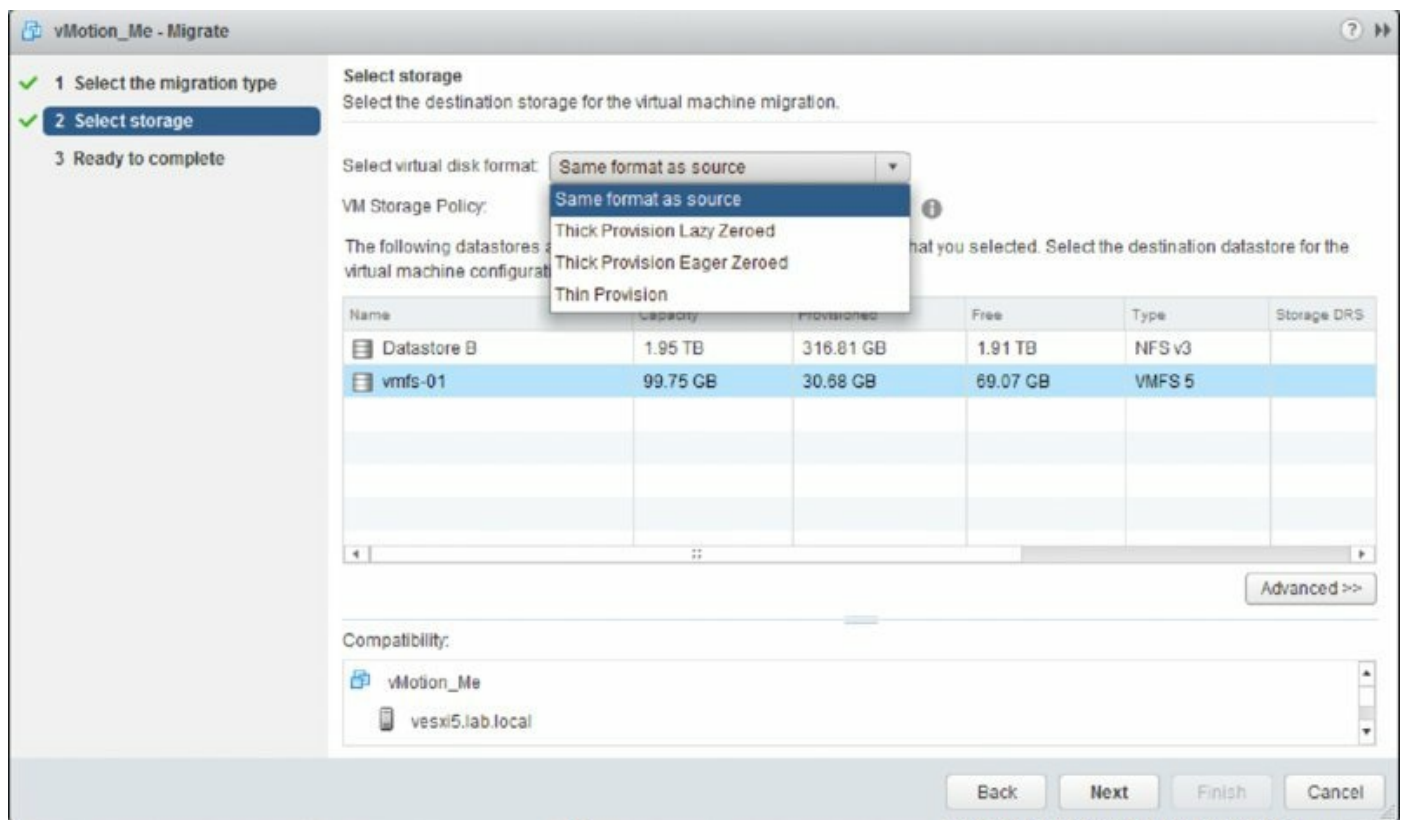 vMotion_Me - Migrate
1 Select the migration type
2 Select storage
3 Ready to complete
Select storage
Select the destination storage for the virtual machine migration.
Select virtual disk format: Same format as source
Same format as source
VM Storage Policy:
Thick Provision Lazy Zeroed
The following datastores a hat you selected. Select the destination datastore for the
Thick Provision Eager Zeroed
virtual machine configurati
Thin Provision
Name Capacity Provisioned Free Type Storage DRS
Datastore B 1.95 TB 316.81 GB 1.91 TB NFS v3
vmfs-01 99.75 GB 30.68 GB 69.07 GB VMFS 5
Advanced >>
Compatibility:
vMotion_Me
vesxi5.lab.local
Back Next Finish Cancel